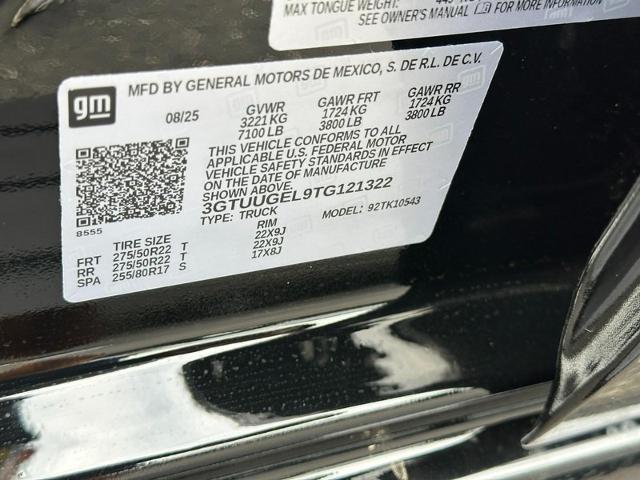 MAX TONGUE WEIGHT:
SEE OWNER'S MANUAL FOR MORE INFORMATION
gm
MFD BY GENERAL MOTORS DE MEXICO, S. DE R.L. DE C.V.
08/25 GVWR GAWR FRT GAWR RR
3221 KG 1724 KG 1724 KG
7100 LB 3800 LB 3800 LB
THIS VEHICLE CONFORMS TO ALL
APPLICABLE U.S. FEDERAL MOTOR
VEHICLE SAFETY STANDARDS IN EFFECT
ON THE DATE OF MANUFACTURE
SHOWN ABOVE.
3GTUUGEL9TG121322
TYPE: TRUCK MODEL: 92TK10543
8555
TIRE SIZE RIM
FRT 275/50R22 T 22X9J
RR 275/50R22 T 22X9J
SPA 255/80R17 S 17X8J